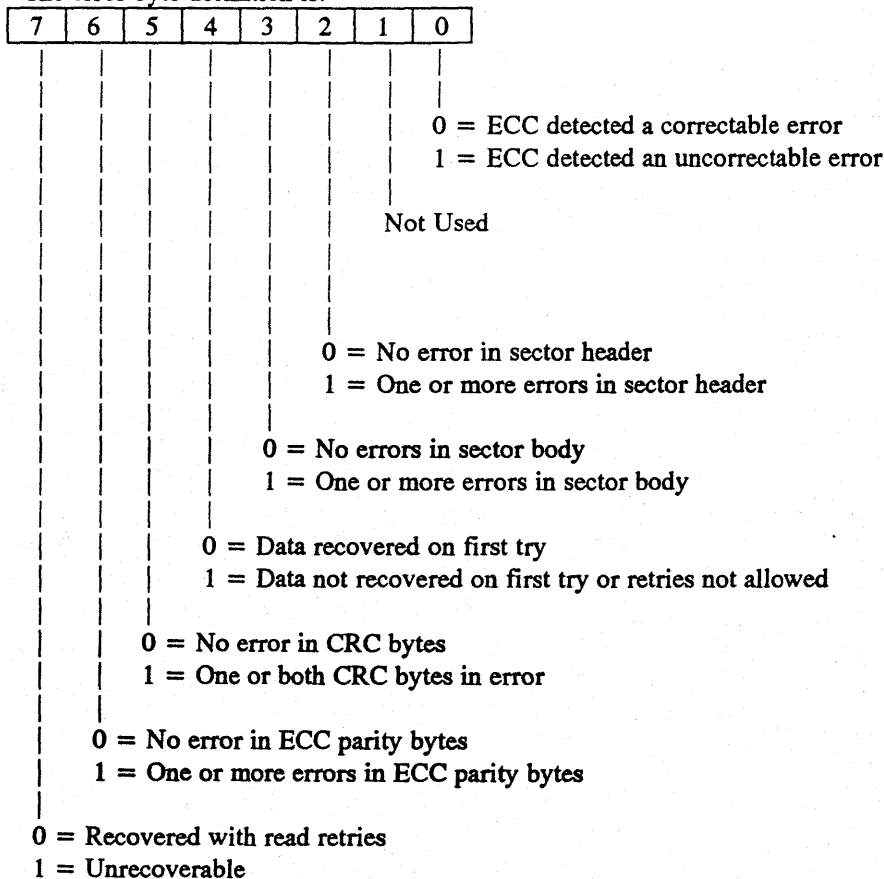 7 6 5 4 3 2 1 0
0 = ECC detected a correctable error
1 = ECC detected an uncorrectable error
Not Used
0 = No error in sector header
1 = One or more errors in sector header
0 = No errors in sector body
1 = One or more errors in sector body
0 = Data recovered on first try
1 = Data not recovered on first try or retries not allowed
0 = No error in CRC bytes
1 = One or both CRC bytes in error
0 = No error in ECC parity bytes
1 = One or more errors in ECC parity bytes
0 = Recovered with read retries
1 = Unrecoverable